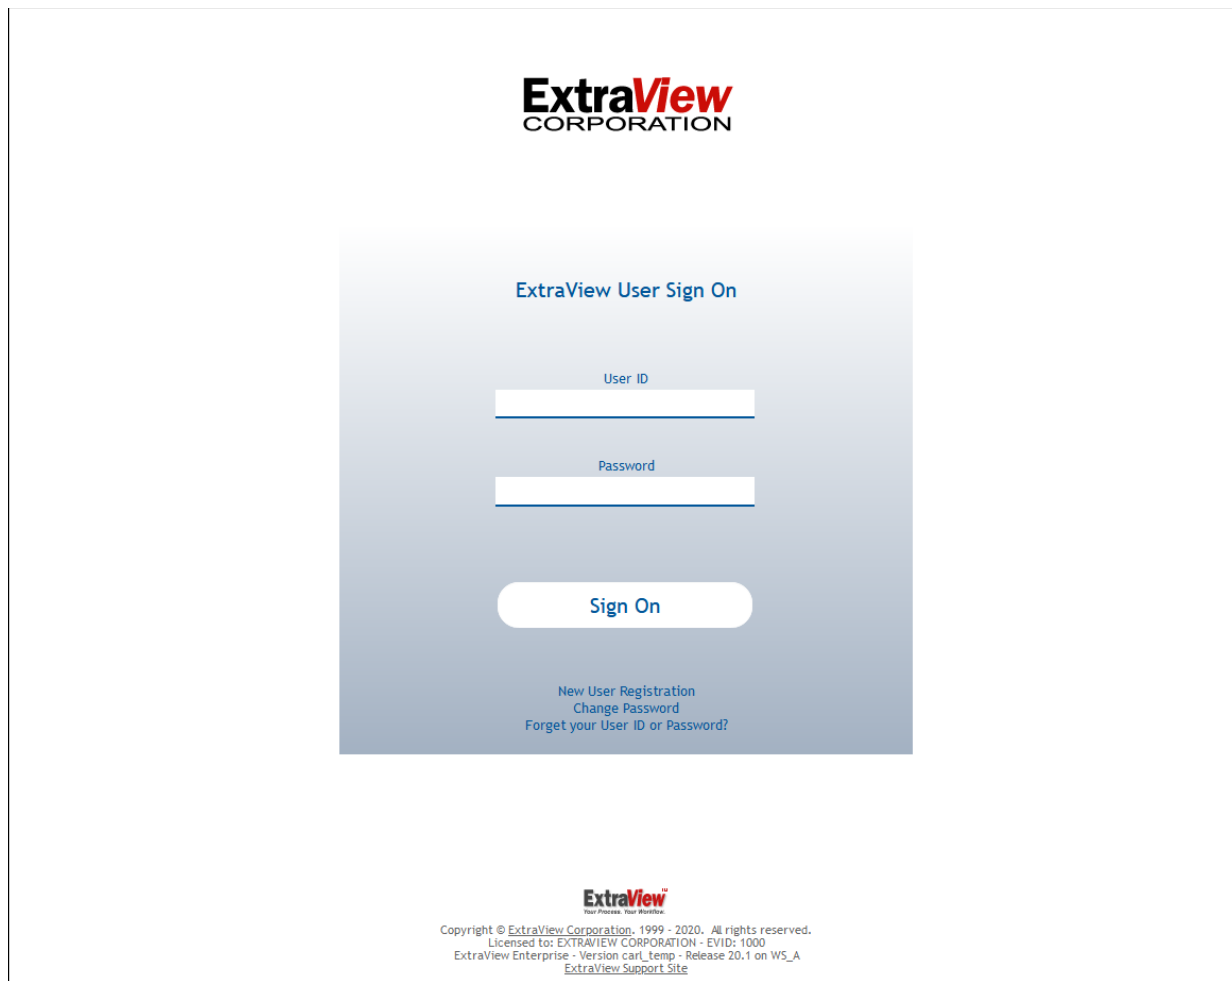 ExtraView
CORPORATION
ExtraView User Sign On
User ID
Password
Sign On
New User Registration
Change Password
Forget your User ID or Password?
ExtraView™
Your Process. Your Workflow.
Copyright © ExtraView Corporation. 1999 - 2020. All rights reserved.
Licensed to: EXTRAVIEW CORPORATION - EVID: 1000
ExtraView Enterprise - Version carl_temp - Release 20.1 on WS_A
ExtraView Support Site